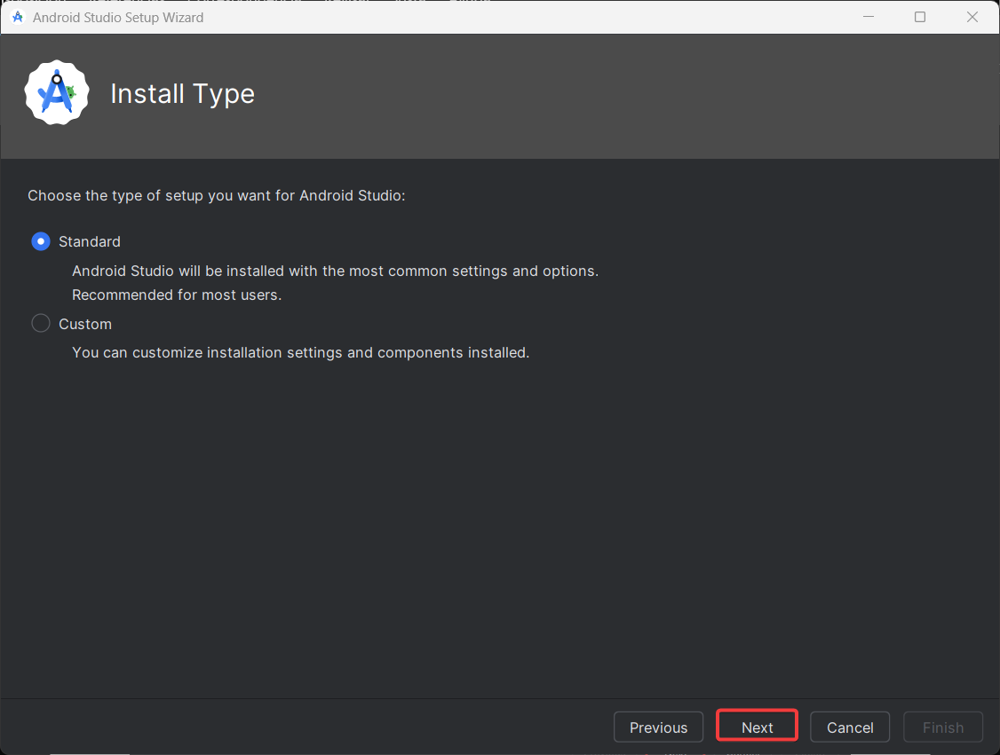 Android Studio Setup Wizard
Install Type
Choose the type of setup you want for Android Studio:
Standard
Android Studio will be installed with the most common settings and options.
Recommended for most users.
Custom
You can customize installation settings and components installed.
Previous Next Cancel Finish